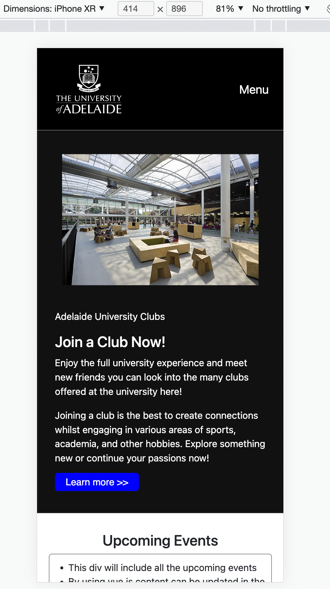 Dimensions: iPhone XR ▼ 414 × 896 81% ▼ No throttling ▼
THE UNIVERSITY
of ADELAIDE
Menu
Adelaide University Clubs
Join a Club Now!
Enjoy the full university experience and meet
new friends you can look into the many clubs
offered at the university here!
Joining a club is the best to create connections
whilst engaging in various areas of sports,
academia, and other hobbies. Explore something
new or continue your passions now!
Learn more >>
Upcoming Events
• This div will include all the upcoming events
• By using vue js content can be updated in the